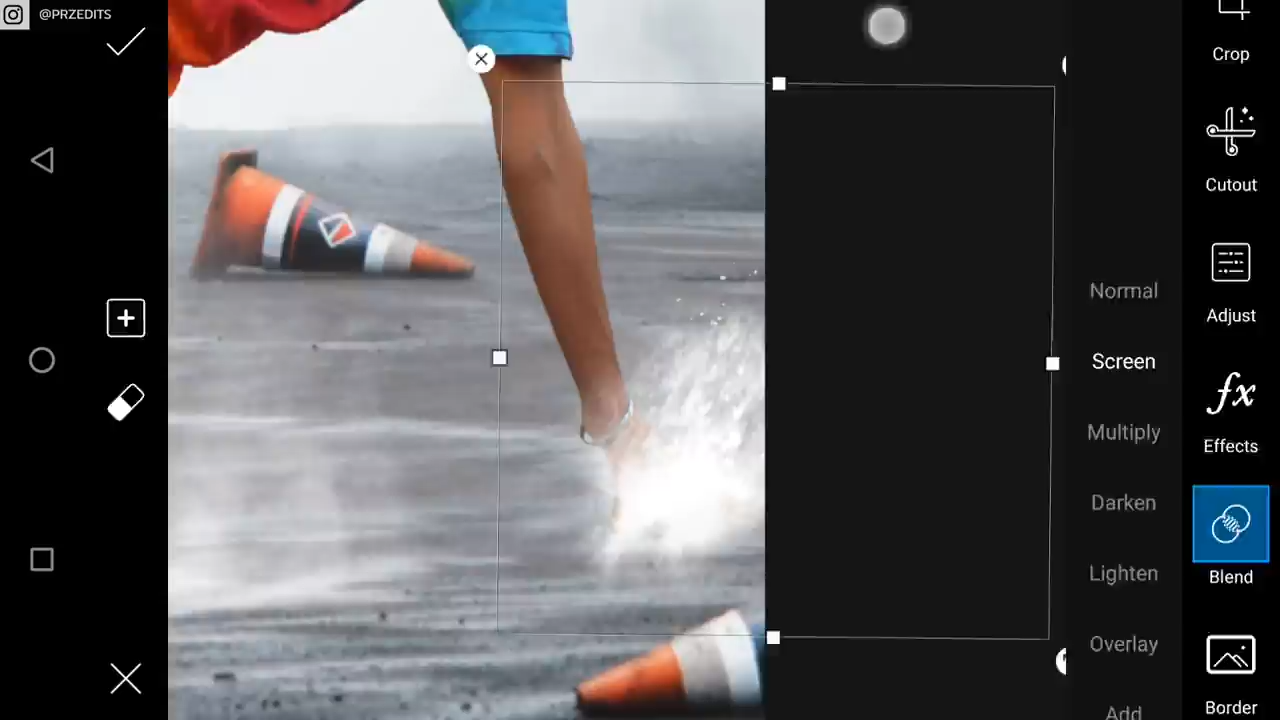 @PRZEDITS
Crop
Cutout
Adjust
Effects
Blend
Border
Normal
Screen
Multiply
Darken
Lighten
Overlay
Add